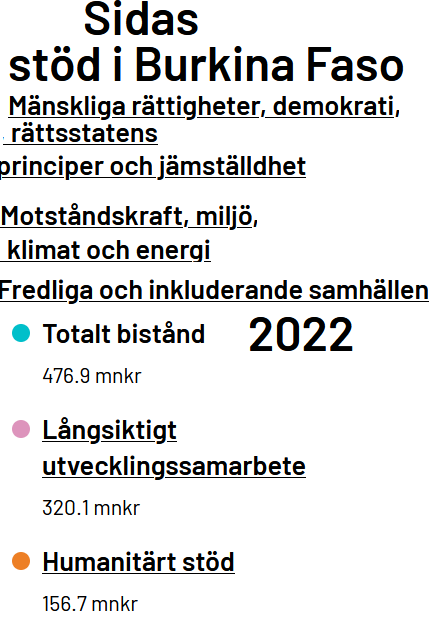 Sidas
stöd i Burkina Faso
Mänskliga rättigheter, demokrati,
rättsstatens
principer och jämställdhet
Motståndskraft, miljö,
klimat och energi
Fredliga och inkluderande samhällen
Totalt bistånd 2022
476.9 mnkr
Långsiktigt
utvecklingssamarbete
320.1 mnkr
Humanitärt stöd
156.7 mnkr